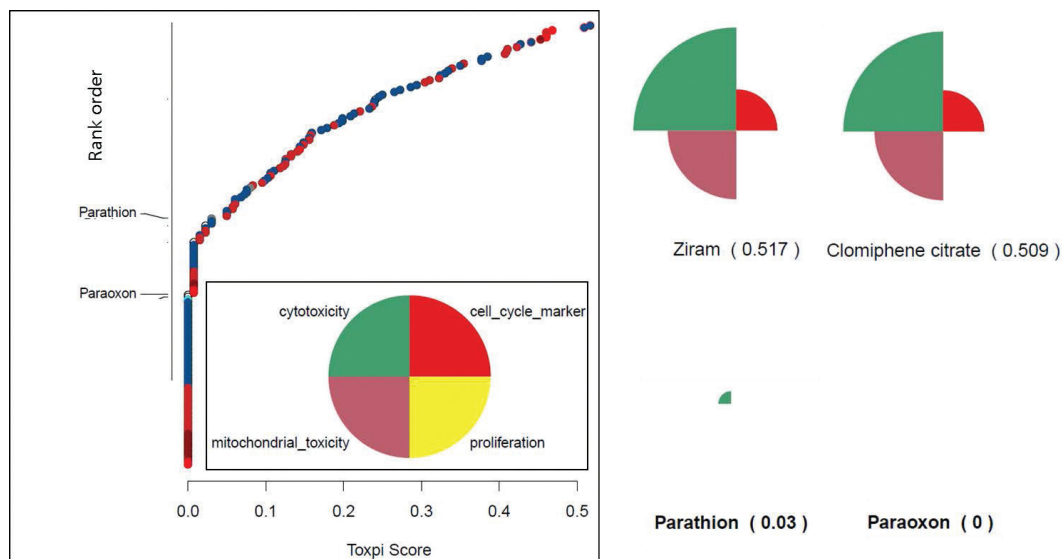 Rank order
Parathion
Paraoxon
cytotoxicity
cell_cycle_marker
mitochondrial_toxicity
proliferation
0.0 0.1 0.2 0.3 0.4 0.5
Toxpi Score
Ziram ( 0.517 )
Clomiphene citrate ( 0.509 )
Parathion ( 0.03 )
Paraoxon ( 0 )